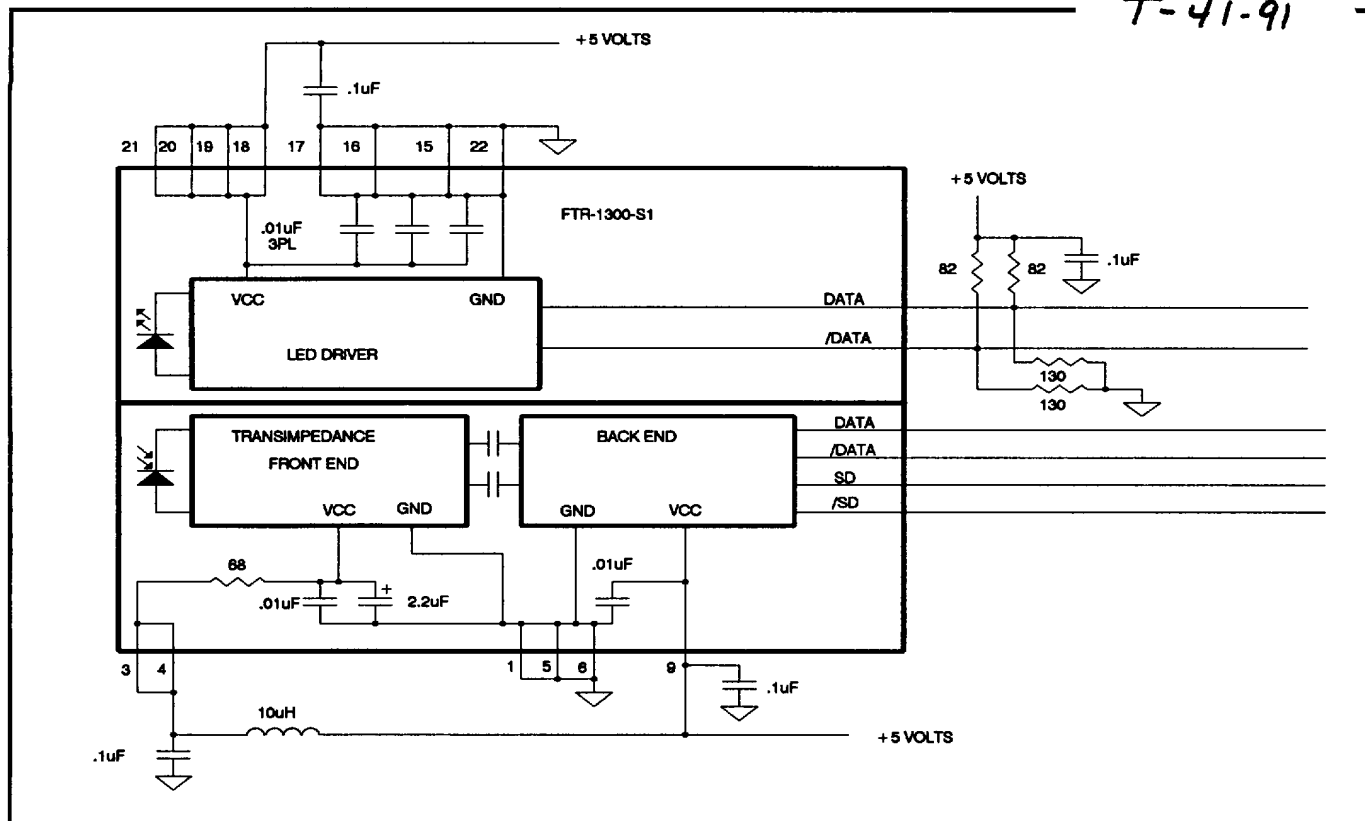 T-41-91
+5 VOLTS
.1uF
21 20 19 18 17 16 15 22
+5 VOLTS
FTR-1300-S1
.01uF
3PL
82 82 .1uF
VCC GND
DATA
LED DRIVER
/DATA
130
130
TRANSIMPEDANCE
FRONT END
BACK END
DATA
/DATA
SD
/SD
VCC GND
GND VCC
68
.01uF
.01uF
+
2.2uF
3 4 1 5 6 9
.1uF
10uH
+5 VOLTS
.1uF